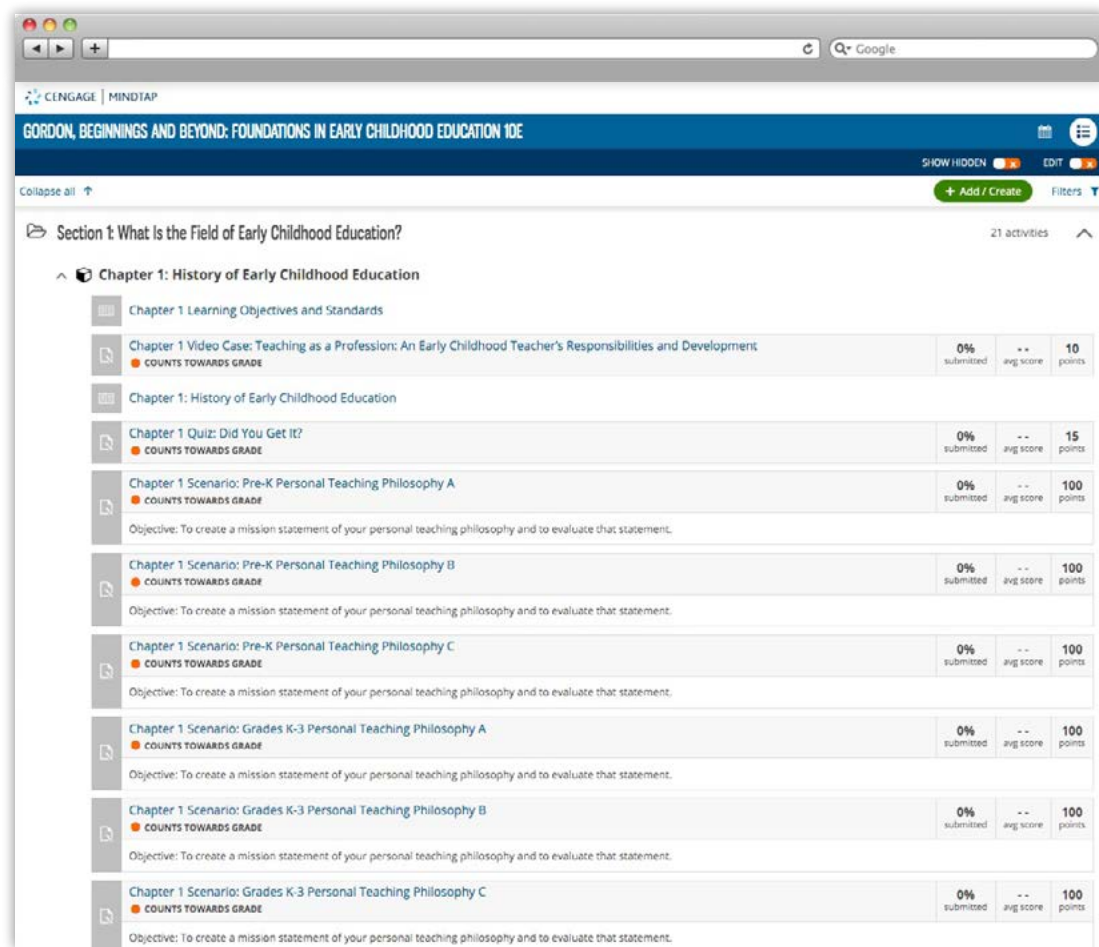 Google
CENGAGE | MINDTAP
GORDON, BEGINNINGS AND BEYOND: FOUNDATIONS IN EARLY CHILDHOOD EDUCATION 10E
SHOW HIDDEN EDIT
Collapse all + Add / Create Filters
Section 1: What Is the Field of Early Childhood Education? 21 activities
Chapter 1: History of Early Childhood Education
Chapter 1 Learning Objectives and Standards
Chapter 1 Video Case: Teaching as a Profession: An Early Childhood Teacher's Responsibilities and Development 0% -- 10
COUNTS TOWARDS GRADE submitted avg score points
Chapter 1: History of Early Childhood Education
Chapter 1 Quiz: Did You Get It? 0% -- 15
COUNTS TOWARDS GRADE submitted avg score points
Chapter 1 Scenario: Pre-K Personal Teaching Philosophy A 0% -- 100
COUNTS TOWARDS GRADE submitted avg score points
Objective: To create a mission statement of your personal teaching philosophy and to evaluate that statement.
Chapter 1 Scenario: Pre-K Personal Teaching Philosophy B 0% -- 100
COUNTS TOWARDS GRADE submitted avg score points
Objective: To create a mission statement of your personal teaching philosophy and to evaluate that statement.
Chapter 1 Scenario: Pre-K Personal Teaching Philosophy C 0% -- 100
COUNTS TOWARDS GRADE submitted avg score points
Objective: To create a mission statement of your personal teaching philosophy and to evaluate that statement.
Chapter 1 Scenario: Grades K-3 Personal Teaching Philosophy A 0% -- 100
COUNTS TOWARDS GRADE submitted avg score points
Objective: To create a mission statement of your personal teaching philosophy and to evaluate that statement.
Chapter 1 Scenario: Grades K-3 Personal Teaching Philosophy B 0% -- 100
COUNTS TOWARDS GRADE submitted avg score points
Objective: To create a mission statement of your personal teaching philosophy and to evaluate that statement.
Chapter 1 Scenario: Grades K-3 Personal Teaching Philosophy C 0% -- 100
COUNTS TOWARDS GRADE submitted avg score points
Objective: To create a mission statement of your personal teaching philosophy and to evaluate that statement.